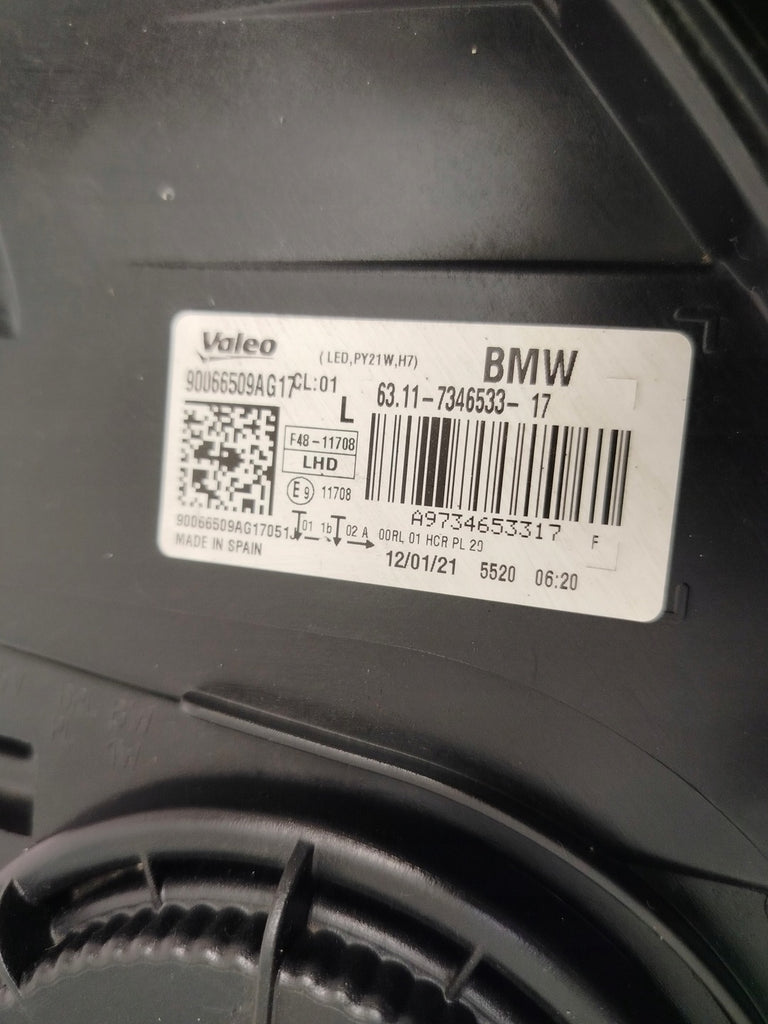 Valeo
(LED,PY21W,H7)
BMW
90066509AG17
CL:01
63.11-7346533-17
L
F48-11708
LHD
E9 11708
A9734653317
F
90066509AG17051J
01 1b 02 A 00RL 01 HCR PL 29
MADE IN SPAIN
12/01/21 5520 06:20